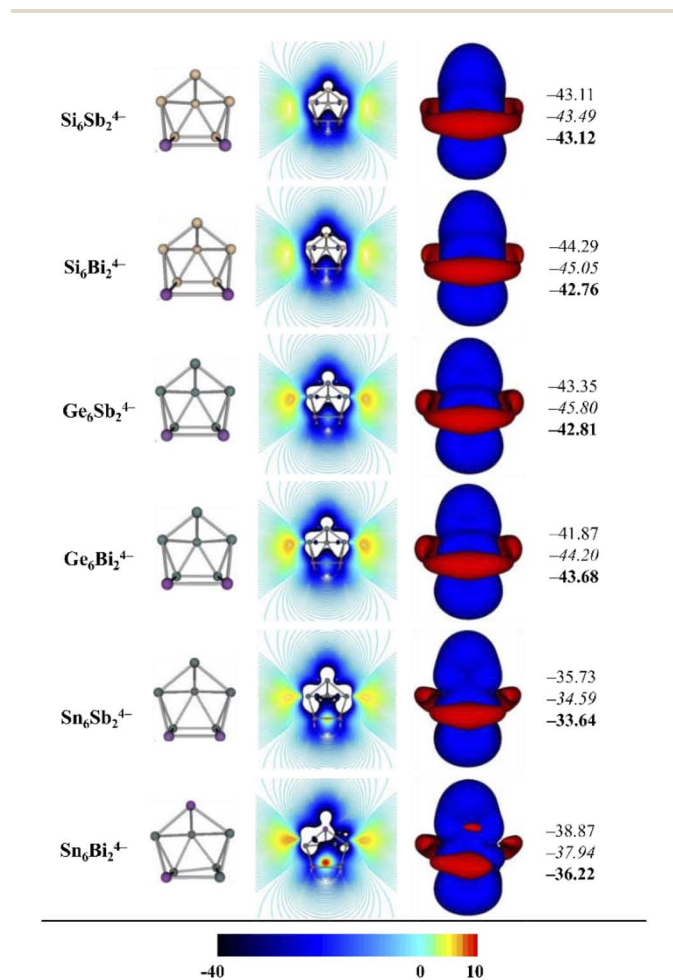 –43.11
Si₆Sb₂⁴⁻ –43.49
–43.12
–44.29
Si₆Bi₂⁴⁻ –45.05
–42.76
–43.35
Ge₆Sb₂⁴⁻ –45.80
–42.81
–41.87
Ge₆Bi₂⁴⁻ –44.20
–43.68
–35.73
Sn₆Sb₂⁴⁻ –34.59
–33.64
–38.87
Sn₆Bi₂⁴⁻ –37.94
–36.22
-40 0 10